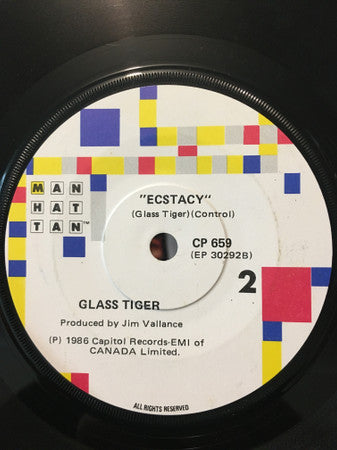 "ECSTACY"
(Glass Tiger)(Control)
MAN
HAT
TAN™
CP 659
(EP 30292B)
2
GLASS TIGER
Produced by Jim Vallance
(P) 1986 Capitol Records-EMI of
CANADA Limited.
ALL RIGHTS RESERVED